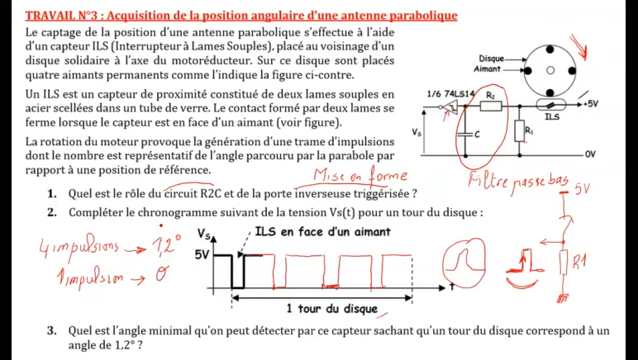 TRAVAIL N°3 : Acquisition de la position angulaire d'une antenne parabolique
Le captage de la position d'une antenne parabolique s'effectue à l'aide
d'un capteur ILS (Interrupteur à Lames Souples), placé au voisinage d'un
disque solidaire à l'axe du motoréducteur. Sur ce disque sont placés
quatre aimants permanents comme l'indique la figure ci-contre.
Un ILS est un capteur de proximité constitué de deux lames souples en
acier scellées dans un tube de verre. Le contact formé par deux lames se
ferme lorsque le capteur est en face d'un aimant (voir figure).
La rotation du moteur provoque la génération d'une trame d'impulsions
dont le nombre est représentatif de l'angle parcouru par la parabole par
rapport à une position de référence.
Disque
Aimant
1/6 74LS14
R2
+5V
ILS
Vs
C
R1
0V
Mise en forme
Filtre passe bas
5V
R1
1. Quel est le rôle du circuit R2C et de la porte inverseuse triggérisée ?
2. Compléter le chronogramme suivant de la tension Vs(t) pour un tour du disque :
4 impulsions → 1,2°
1 impulsion → θ
Vs
5V
ILS en face d'un aimant
t
1 tour du disque
3. Quel est l'angle minimal qu'on peut détecter par ce capteur sachant qu'un tour du disque correspond à un
angle de 1,2° ?